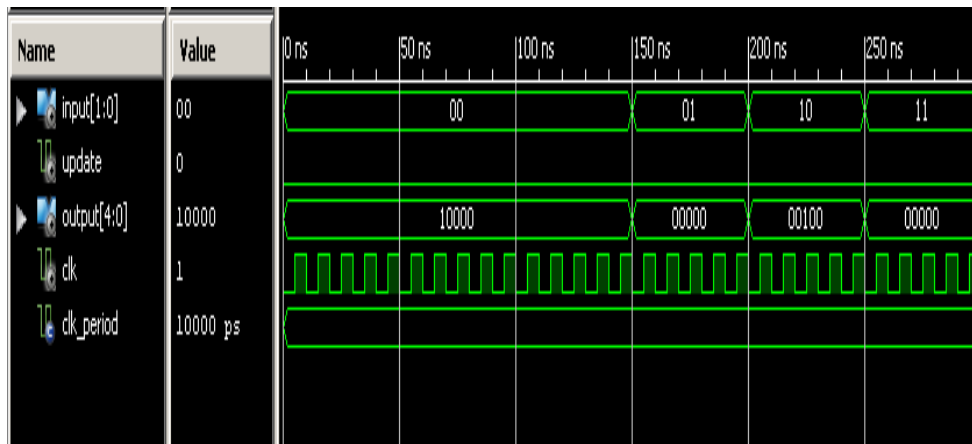 Name Value 0 ns 50 ns 100 ns 150 ns 200 ns 250 ns
input[1:0] 00 00 01 10 11
update 0
output[4:0] 10000 10000 00000 00100 00000
clk 1
clk_period 10000 ps